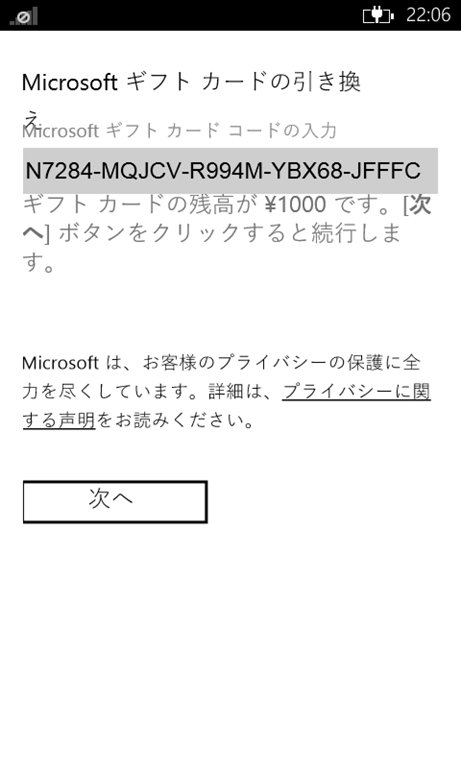 22:06
Microsoft ギフト カードの引き換
え
Microsoft ギフト カード コードの入力
N7284-MQJCV-R994M-YBX68-JFFFC
ギフト カードの残高が ¥1000 です。[次
へ] ボタンをクリックすると続行しま
す。
Microsoft は、お客様のプライバシーの保護に全
力を尽くしています。詳細は、プライバシーに関
する声明をお読みください。
次へ